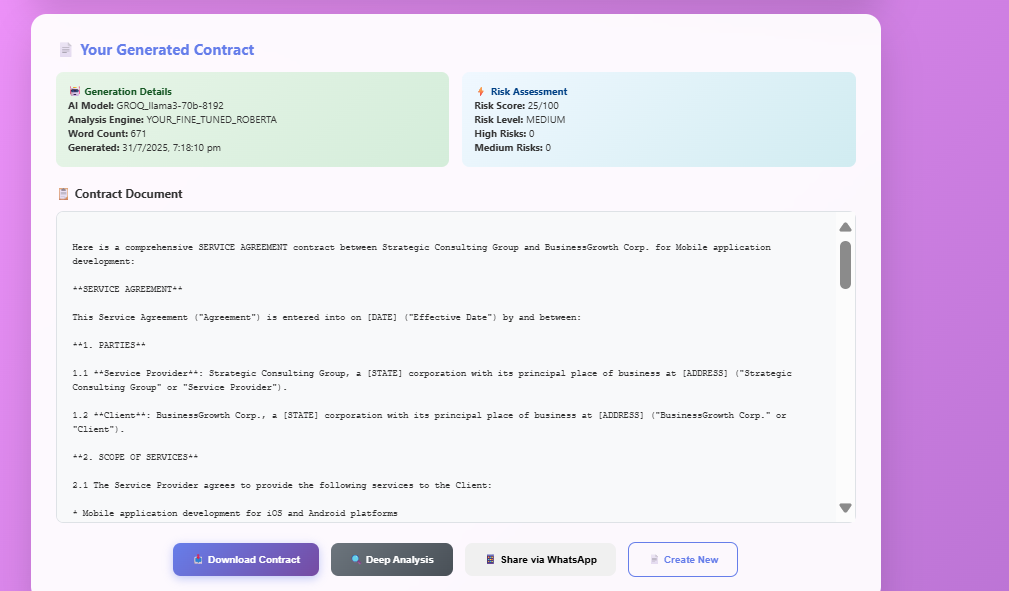 Your Generated Contract
Generation Details
AI Model: GROQ_llama3-70b-8192
Analysis Engine: YOUR_FINE_TUNED_ROBERTA
Word Count: 671
Generated: 31/7/2025, 7:18:10 pm
Risk Assessment
Risk Score: 25/100
Risk Level: MEDIUM
High Risks: 0
Medium Risks: 0
Contract Document
Here is a comprehensive SERVICE AGREEMENT contract between Strategic Consulting Group and BusinessGrowth Corp. for Mobile application
development:
**SERVICE AGREEMENT**
This Service Agreement ("Agreement") is entered into on [DATE] ("Effective Date") by and between:
**1. PARTIES**
1.1 **Service Provider**: Strategic Consulting Group, a [STATE] corporation with its principal place of business at [ADDRESS] ("Strategic
Consulting Group" or "Service Provider").
1.2 **Client**: BusinessGrowth Corp., a [STATE] corporation with its principal place of business at [ADDRESS] ("BusinessGrowth Corp." or
"Client").
**2. SCOPE OF SERVICES**
2.1 The Service Provider agrees to provide the following services to the Client:
* Mobile application development for iOS and Android platforms
Download Contract
Deep Analysis
Share via WhatsApp
Create New